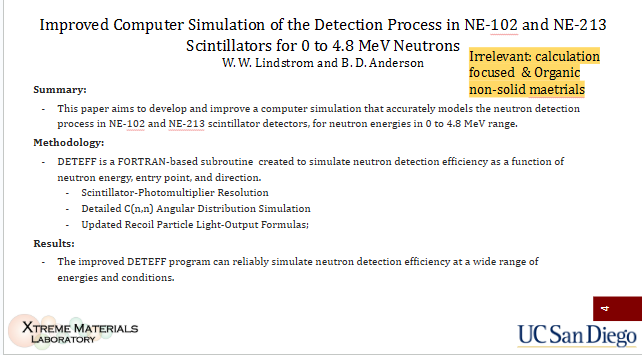 Improved Computer Simulation of the Detection Process in NE-102 and NE-213
Scintillators for 0 to 4.8 MeV Neutrons
W. W. Lindstrom and B. D. Anderson
Irrelevant: calculation
focused & Organic
non-solid maetrials
Summary:
- This paper aims to develop and improve a computer simulation that accurately models the neutron detection
process in NE-102 and NE-213 scintillator detectors, for neutron energies in 0 to 4.8 MeV range.
Methodology:
- DETEFF is a FORTRAN-based subroutine created to simulate neutron detection efficiency as a function of
neutron energy, entry point, and direction.
- Scintillator-Photomultiplier Resolution
- Detailed C(n,n) Angular Distribution Simulation
- Updated Recoil Particle Light-Output Formulas;
Results:
- The improved DETEFF program can reliably simulate neutron detection efficiency at a wide range of
energies and conditions.
4
XTREME MATERIALS
LABORATORY
UC San Diego